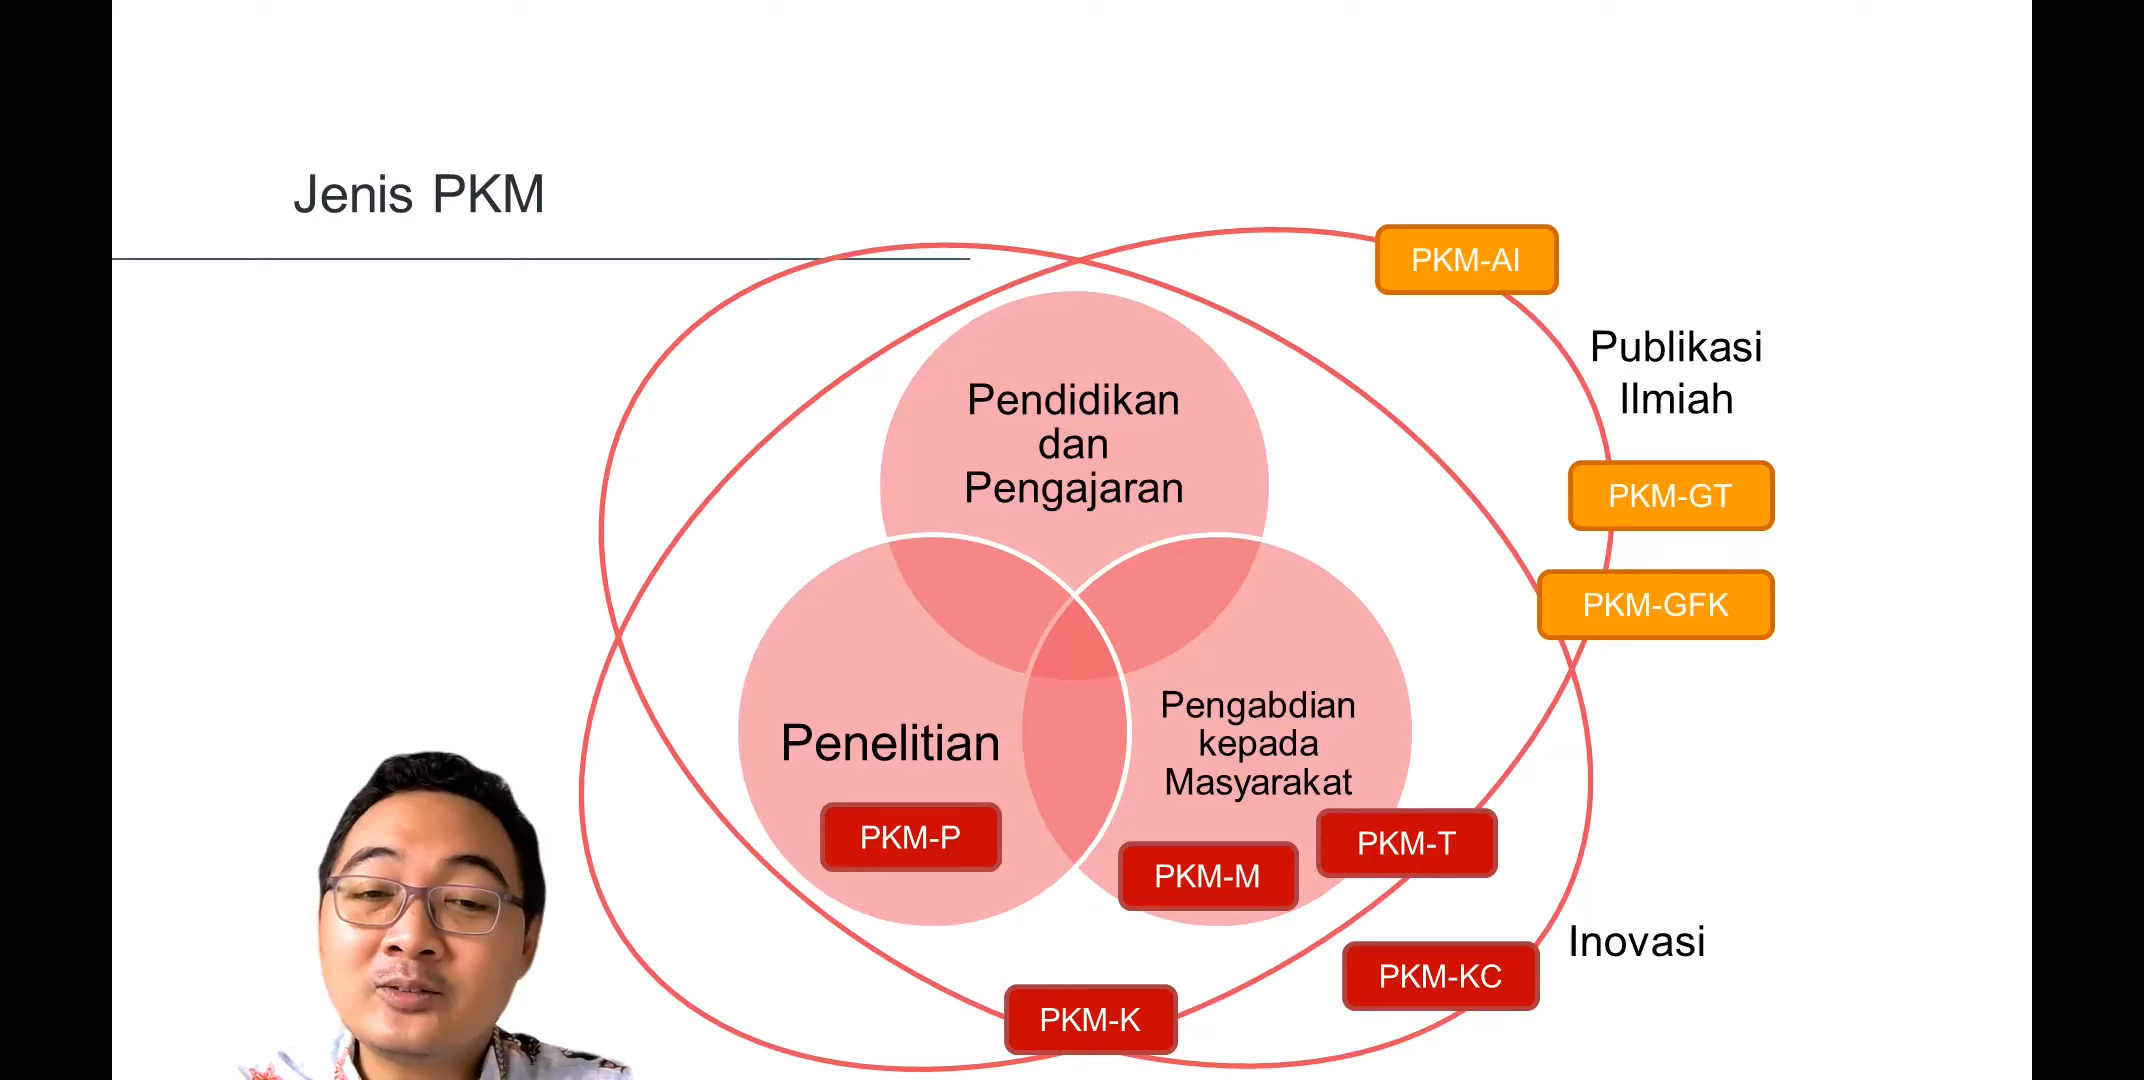 Jenis PKM
PKM-AI
Publikasi
Ilmiah
Pendidikan
dan
Pengajaran
PKM-GT
PKM-GFK
Penelitian
Pengabdian
kepada
Masyarakat
PKM-P
PKM-M
PKM-T
Inovasi
PKM-KC
PKM-K